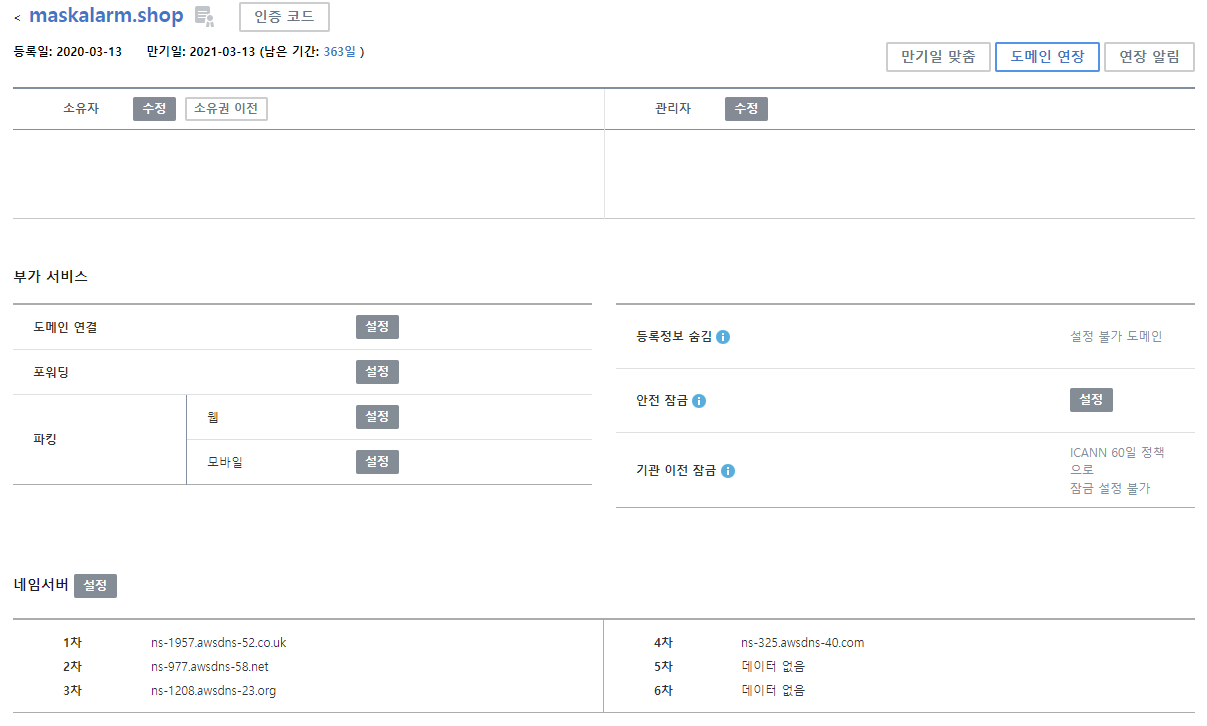 < maskalarm.shop 인증 코드
등록일: 2020-03-13 만기일: 2021-03-13 (남은 기간: 363일 )
만기일 맞춤 도메인 연장 연장 알림
소유자 수정 소유권 이전 관리자 수정
부가 서비스
도메인 연결 설정
포워딩 설정
파킹
웹 설정
모바일 설정
등록정보 숨김 설정 불가 도메인
안전 잠금 설정
기관 이전 잠금
ICANN 60일 정책
으로
잠금 설정 불가
네임서버 설정
1차 ns-1957.awsdns-52.co.uk
2차 ns-977.awsdns-58.net
3차 ns-1208.awsdns-23.org
4차 ns-325.awsdns-40.com
5차 데이터 없음
6차 데이터 없음